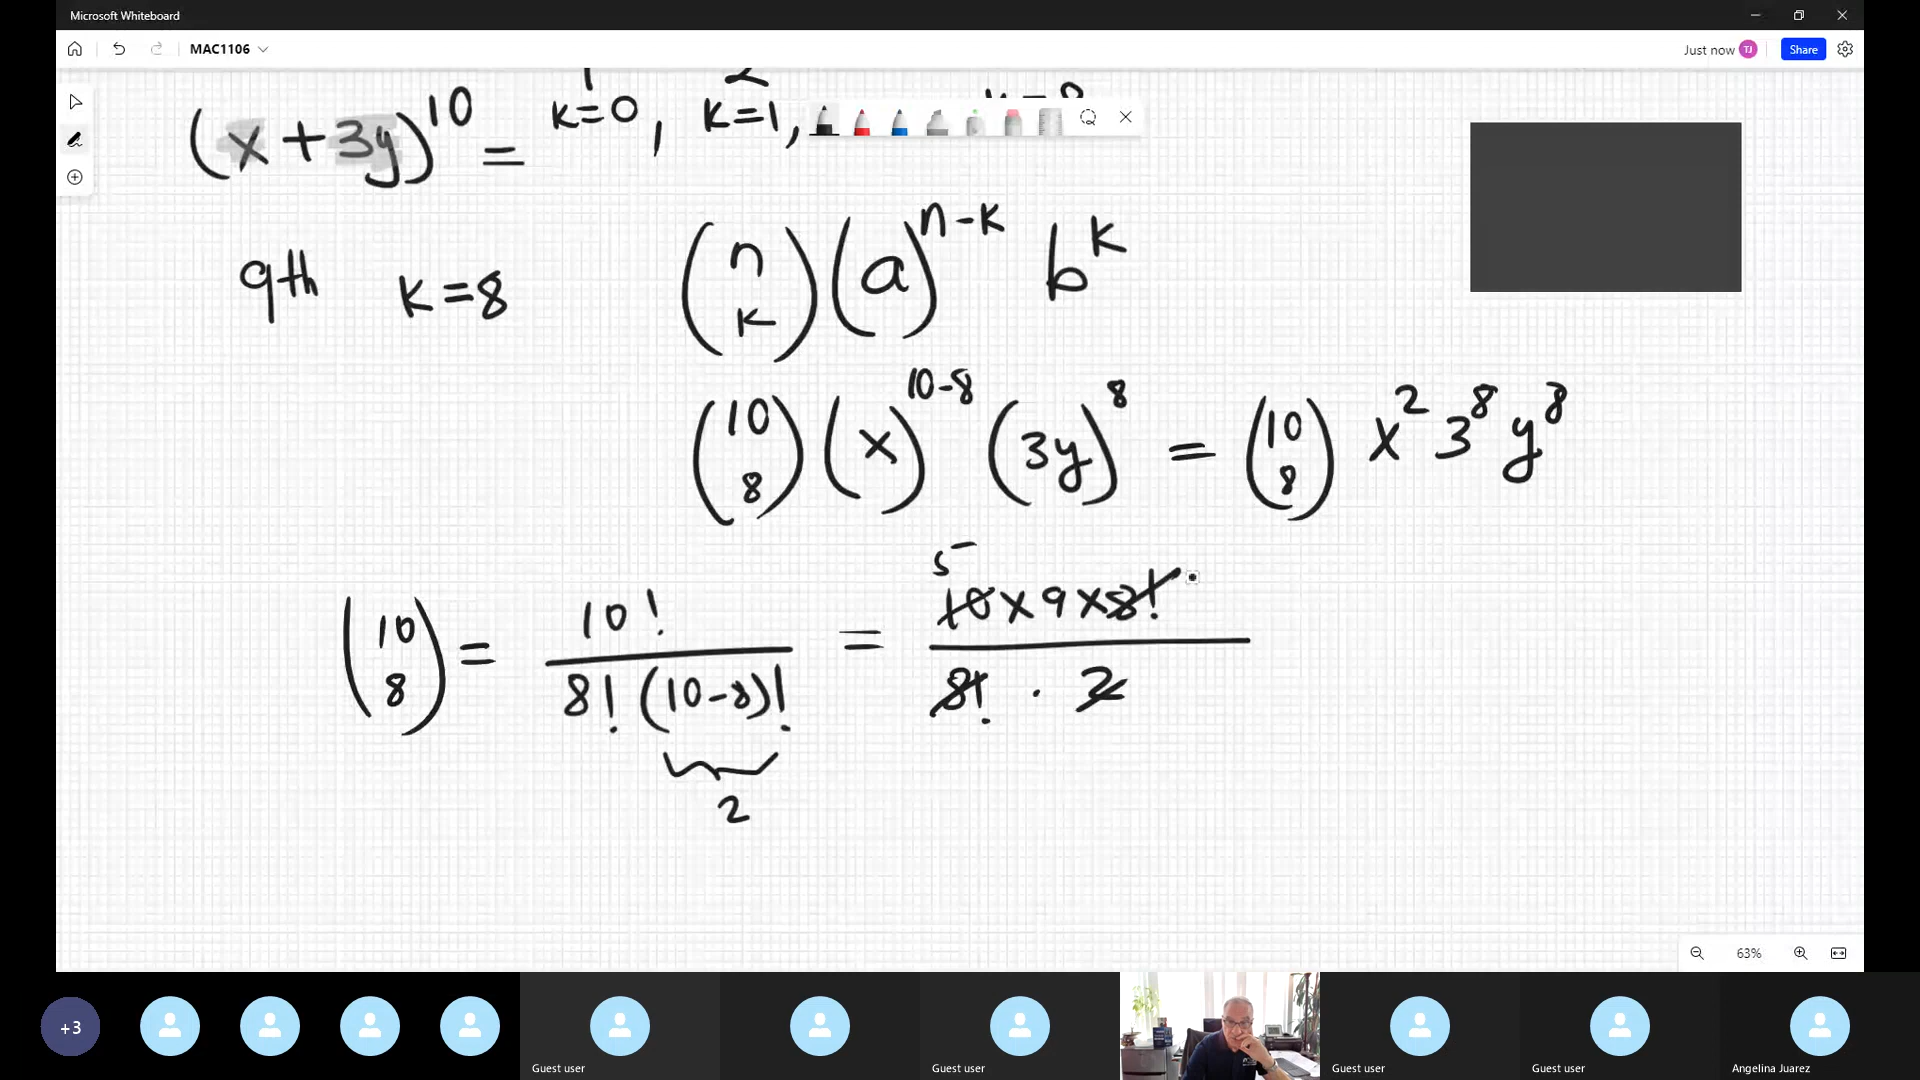 Microsoft Whiteboard
MAC1106
Just now TJ Share
(x + 3y)^10 = k=0, k=1,
9th k=8 (n k) (a)^n-k b^k
(10 8) (x)^10-8 (3y)^8 = (10 8) x^2 3^8 y^8
5
(10 8) = 10! / 8! (10-8)! = 10 x 9 x 8! / 8! · 2
2
63%
+3
Guest user Guest user Guest user Guest user Angelina Juarez